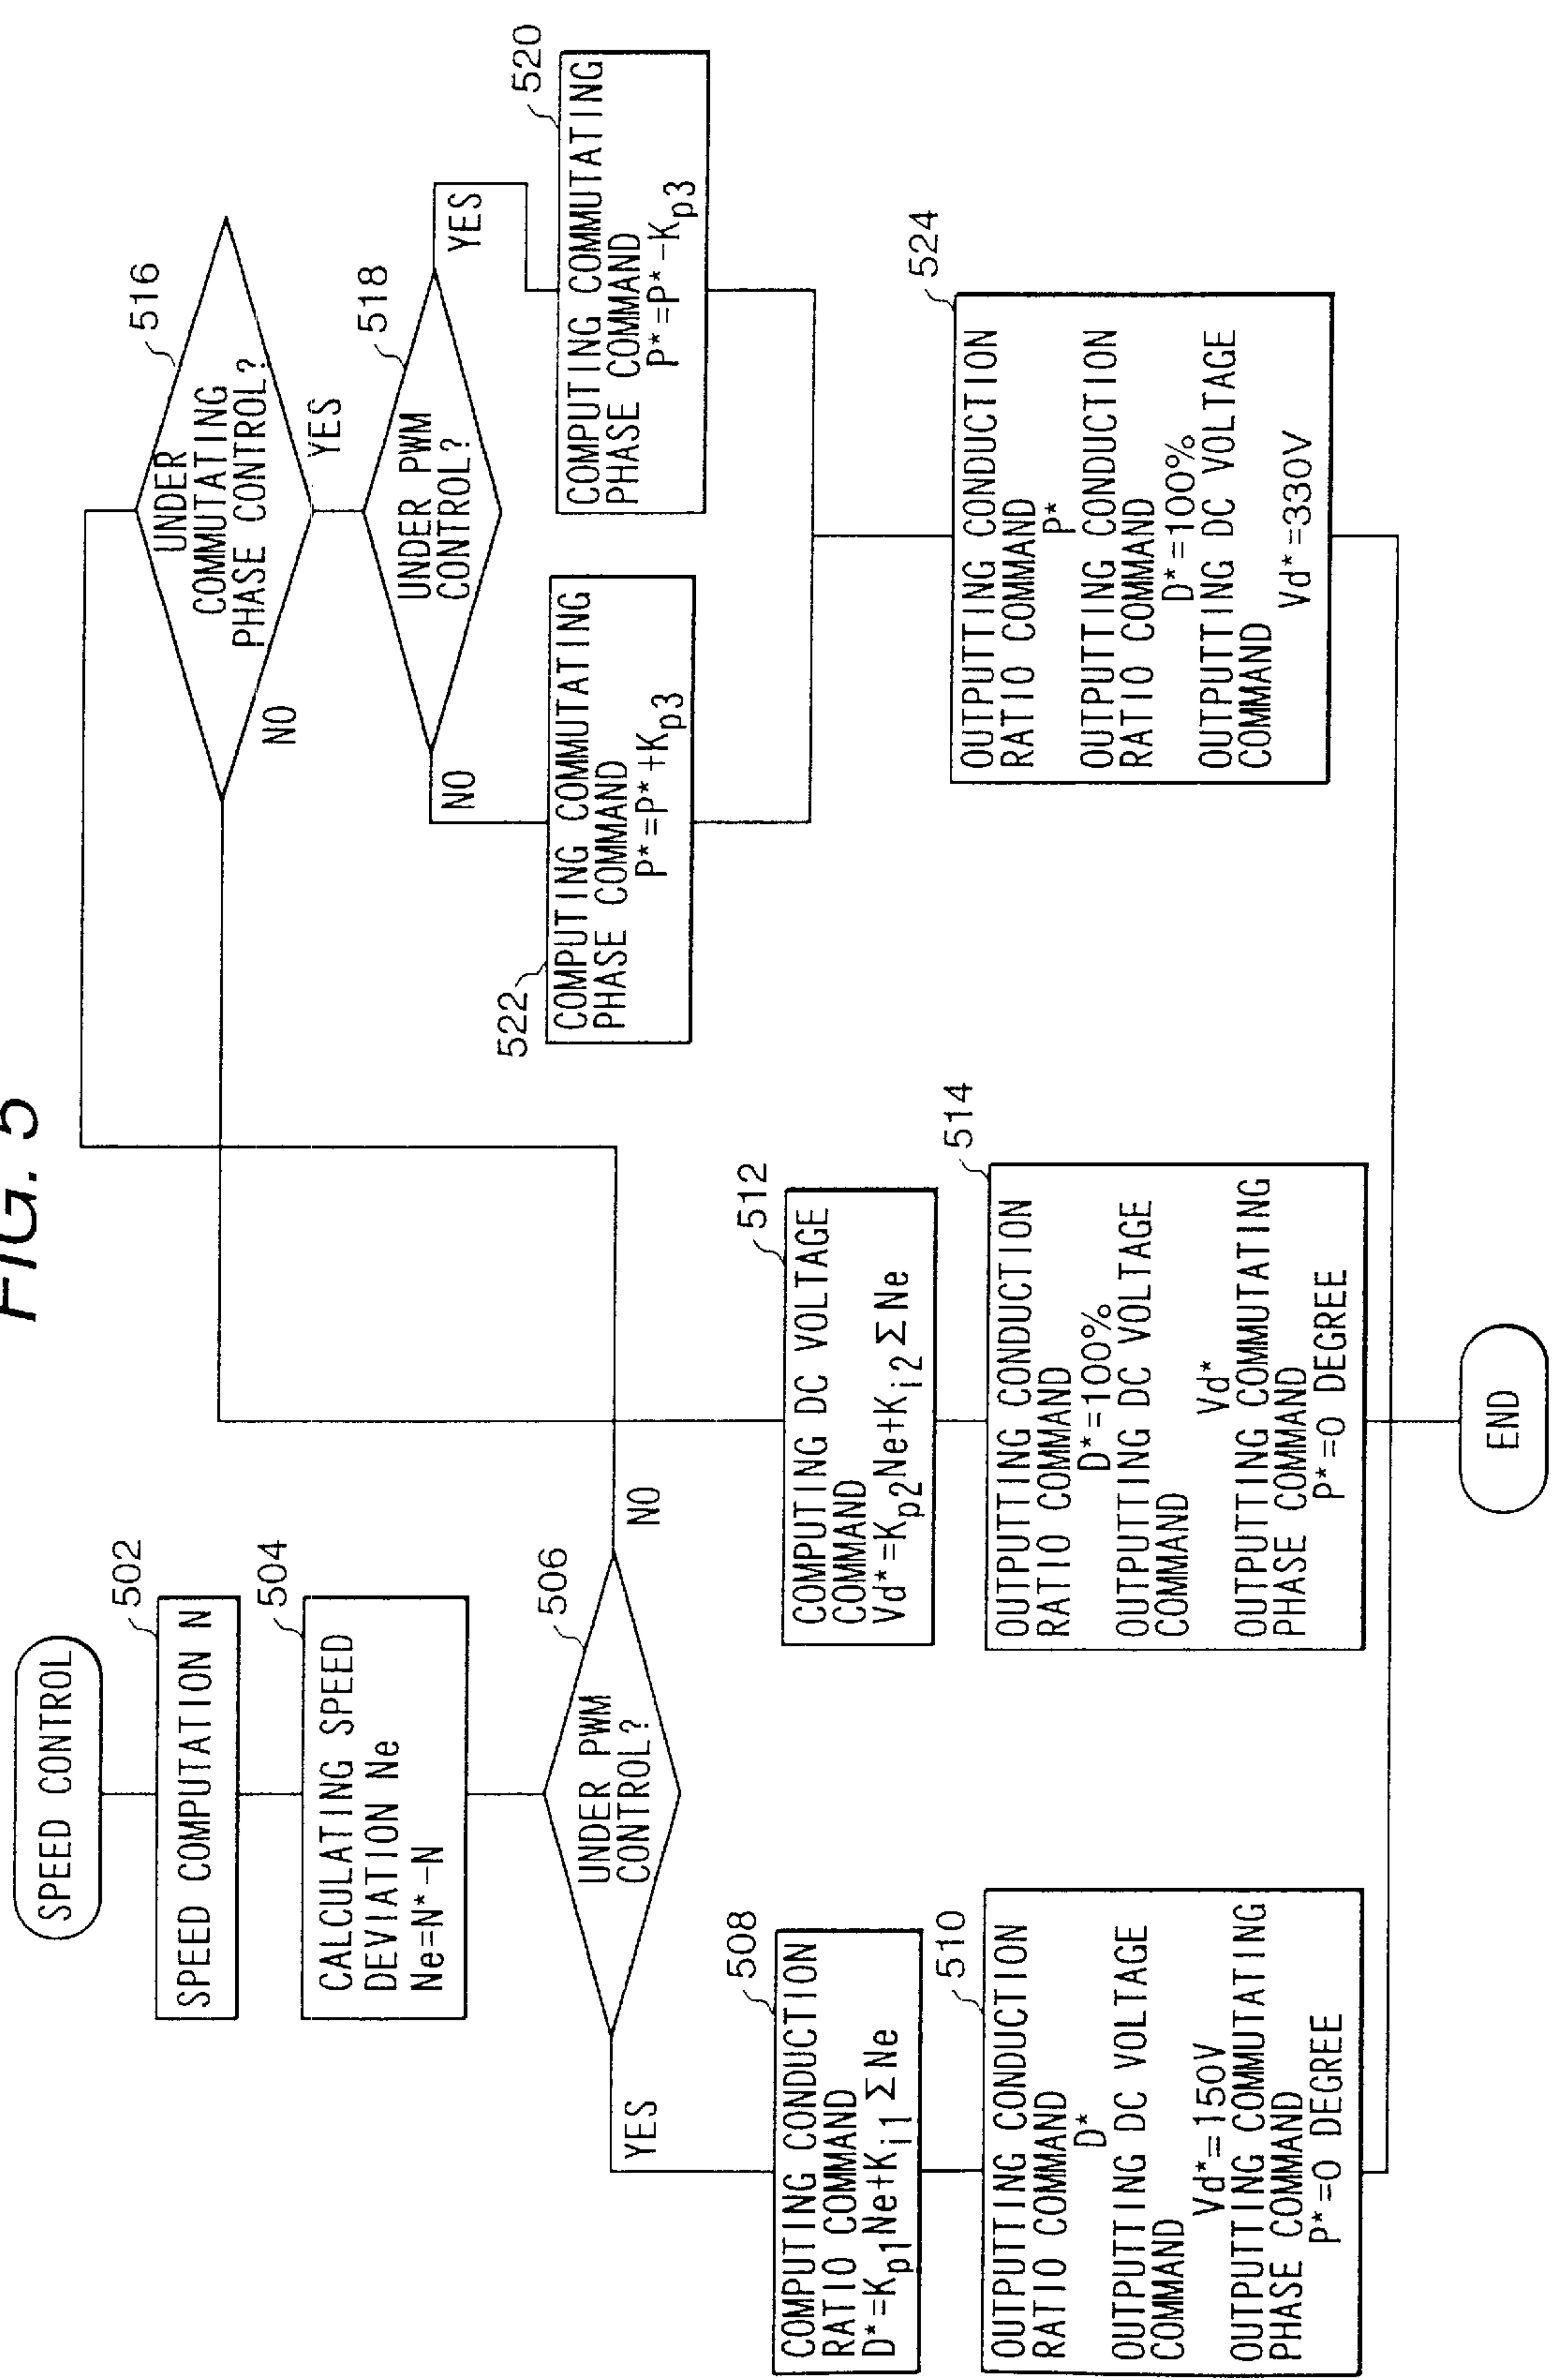 FIG. 5
SPEED CONTROL
502
SPEED COMPUTATION N
504
CALCULATING SPEED
DEVIATION Ne
Ne=N*-N
506
UNDER PWM
CONTROL?
YES
NO
508
COMPUTING CONDUCTION
RATIO COMMAND
D*=Kp1Ne+Ki1ΣNe
510
OUTPUTTING CONDUCTION
RATIO COMMAND
D*
OUTPUTTING DC VOLTAGE
COMMAND
Vd*=150V
OUTPUTTING COMMUTATING
PHASE COMMAND
P*=0 DEGREE
512
COMPUTING DC VOLTAGE
COMMAND
Vd*=Kp2Ne+Ki2ΣNe
514
OUTPUTTING CONDUCTION
RATIO COMMAND
D*=100%
OUTPUTTING DC VOLTAGE
COMMAND
Vd*
OUTPUTTING COMMUTATING
PHASE COMMAND
P*=0 DEGREE
516
UNDER
COMMUTATING
PHASE CONTROL?
NO
YES
518
UNDER PWM
CONTROL?
NO
YES
522
COMPUTING COMMUTATING
PHASE COMMAND
P*=P*+Kp3
520
COMPUTING COMMUTATING
PHASE COMMAND
P*=P*-Kp3
524
OUTPUTTING CONDUCTION
RATIO COMMAND
P*
OUTPUTTING CONDUCTION
RATIO COMMAND
D*=100%
OUTPUTTING DC VOLTAGE
COMMAND
Vd*=330V
END